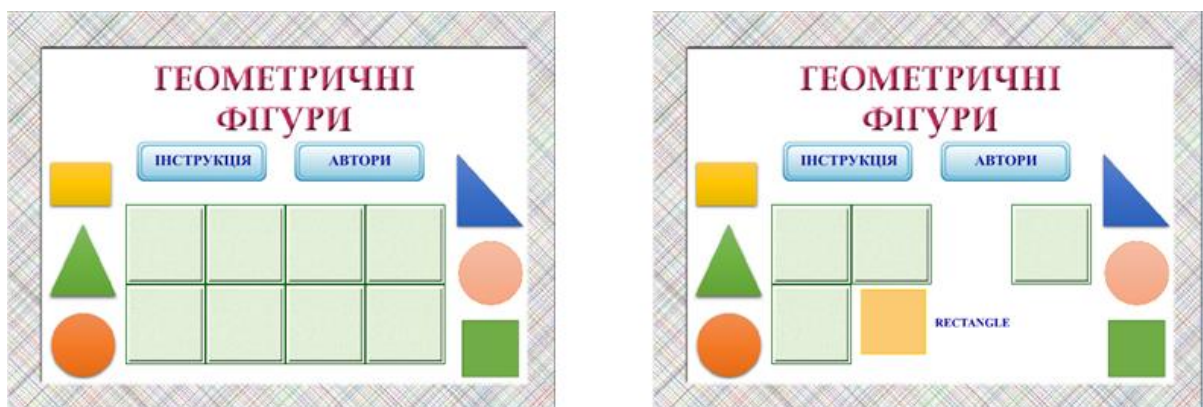 ГЕОМЕТРИЧНІ
ФІГУРИ
ІНСТРУКЦІЯ
АВТОРИ
ГЕОМЕТРИЧНІ
ФІГУРИ
ІНСТРУКЦІЯ
АВТОРИ
RECTANGLE